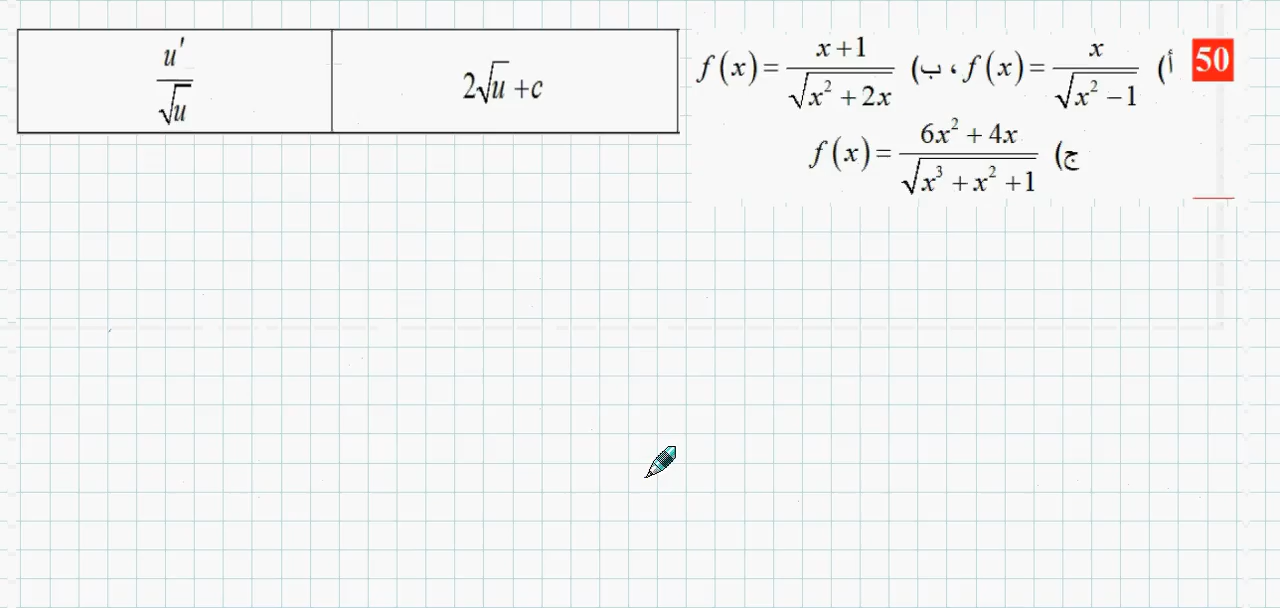 u'/√u 2√u + c
50 أ) f(x) = x/√(x² − 1) ، ب) f(x) = (x + 1)/√(x² + 2x)
ج) f(x) = (6x² + 4x)/√(x³ + x² + 1)